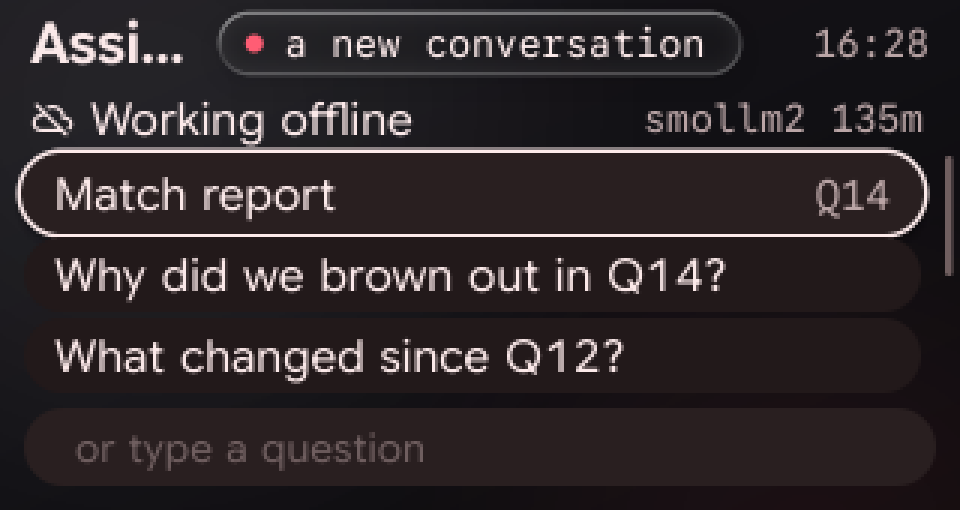 Assi... a new conversation 16:28
Working offline smollm2 135m
Match report Q14
Why did we brown out in Q14?
What changed since Q12?
or type a question